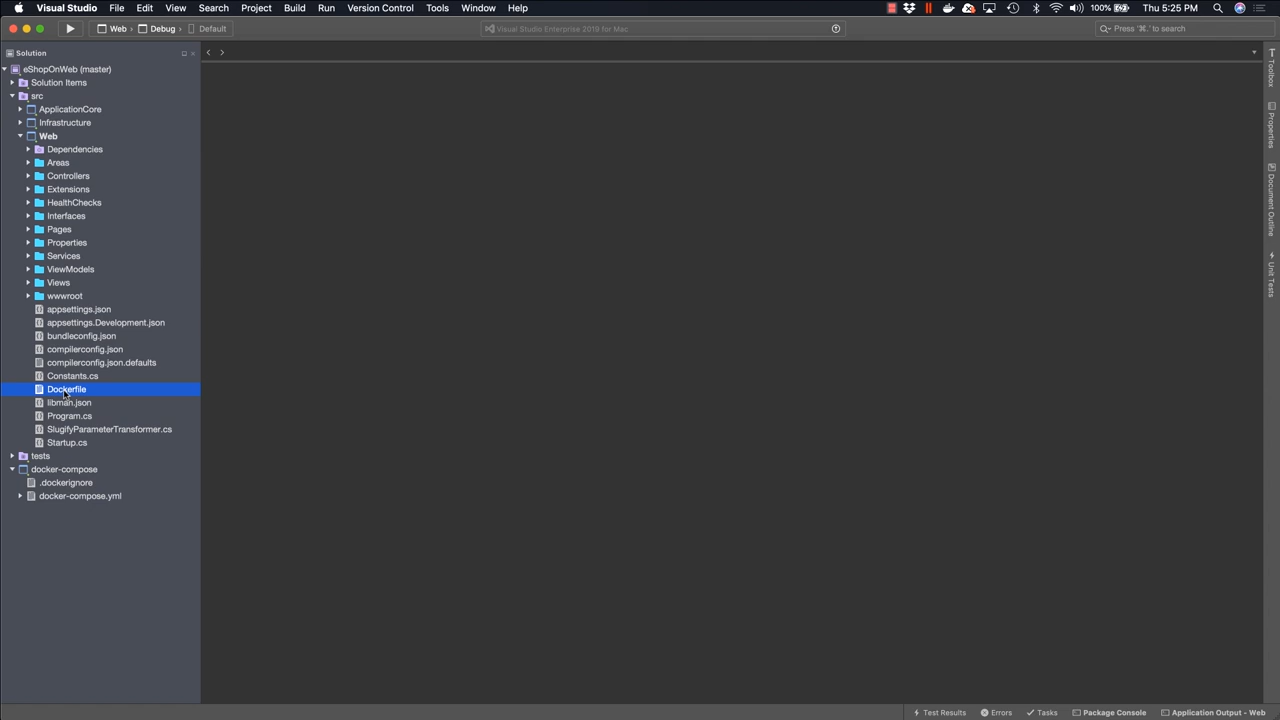 Visual Studio File Edit View Search Project Build Run Version Control Tools Window Help 100% Thu 5:25 PM
Web Debug Default Visual Studio Enterprise 2019 for Mac Press '⌘.' to search
Solution
eShopOnWeb (master)
Solution Items
src
ApplicationCore
Infrastructure
Web
Dependencies
Areas
Controllers
Extensions
HealthChecks
Interfaces
Pages
Properties
Services
ViewModels
Views
wwwroot
appsettings.json
appsettings.Development.json
bundleconfig.json
compilerconfig.json
compilerconfig.json.defaults
Constants.cs
Dockerfile
libman.json
Program.cs
SlugifyParameterTransformer.cs
Startup.cs
tests
docker-compose
.dockerignore
docker-compose.yml
Toolbox
Properties
Document Outline
Unit Tests
Test Results Errors Tasks Package Console Application Output - Web